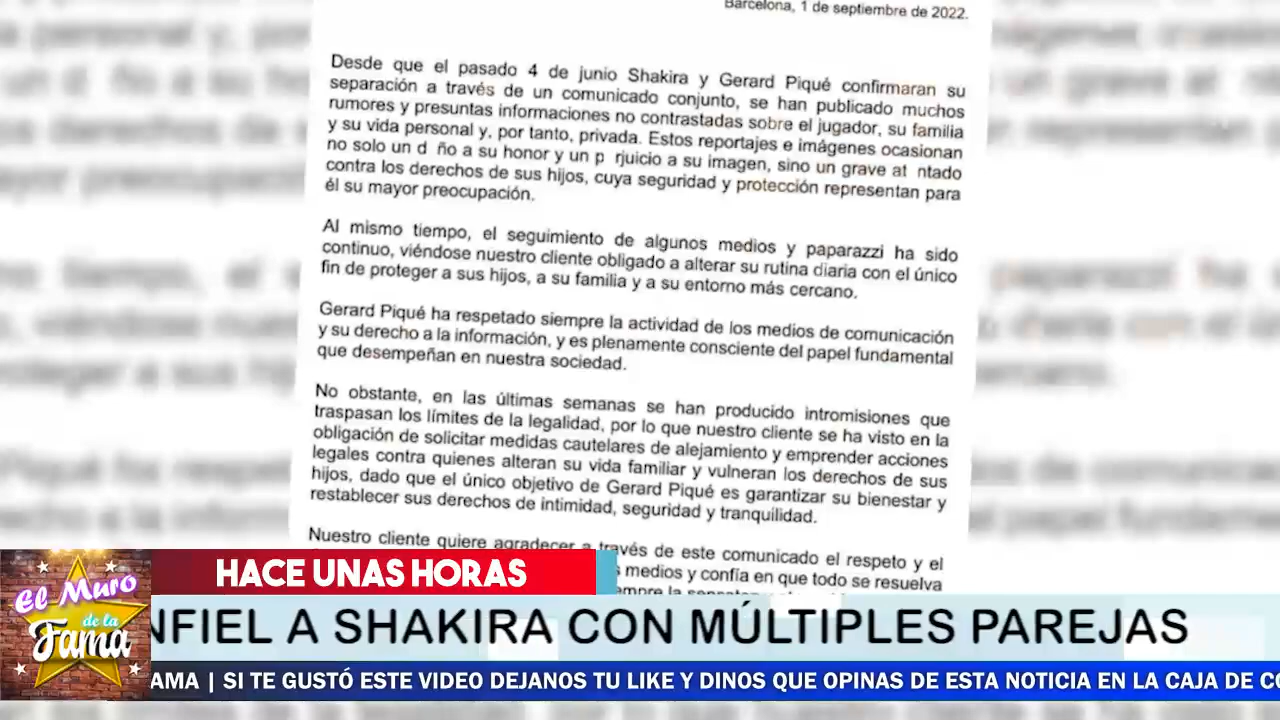 Barcelona, 1 de septiembre de 2022.
Desde que el pasado 4 de junio Shakira y Gerard Piqué confirmaran su
separación a través de un comunicado conjunto, se han publicado muchos
rumores y presuntas informaciones no contrastadas sobre el jugador, su familia
y su vida personal y, por tanto, privada. Estos reportajes e imágenes ocasionan
no solo un d ño a su honor y un p rjuicio a su imagen, sino un grave at ntado
contra los derechos de sus hijos, cuya seguridad y protección representan para
él su mayor preocupación.
Al mismo tiempo, el seguimiento de algunos medios y paparazzi ha sido
continuo, viéndose nuestro cliente obligado a alterar su rutina diaria con el único
fin de proteger a sus hijos, a su familia y a su entorno más cercano.
Gerard Piqué ha respetado siempre la actividad de los medios de comunicación
y su derecho a la información, y es plenamente consciente del papel fundamental
que desempeñan en nuestra sociedad.
No obstante, en las últimas semanas se han producido intromisiones que
traspasan los límites de la legalidad, por lo que nuestro cliente se ha visto en la
obligación de solicitar medidas cautelares de alejamiento y emprender acciones
legales contra quienes alteran su vida familiar y vulneran los derechos de sus
hijos, dado que el único objetivo de Gerard Piqué es garantizar su bienestar y
restablecer sus derechos de intimidad, seguridad y tranquilidad.
Nuestro cliente quiere agradecer a través de este comunicado el respeto y el
medios y confía en que todo se resuelva
HACE UNAS HORAS
NFIEL A SHAKIRA CON MÚLTIPLES PAREJAS
El Muro
de la
Fama
AMA | SI TE GUSTÓ ESTE VIDEO DEJANOS TU LIKE Y DINOS QUE OPINAS DE ESTA NOTICIA EN LA CAJA DE CO